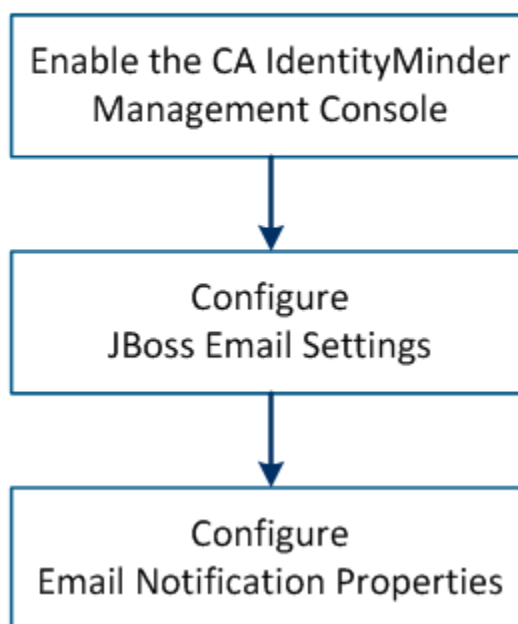 Enable the CA IdentityMinder
Management Console
Configure
JBoss Email Settings
Configure
Email Notification Properties